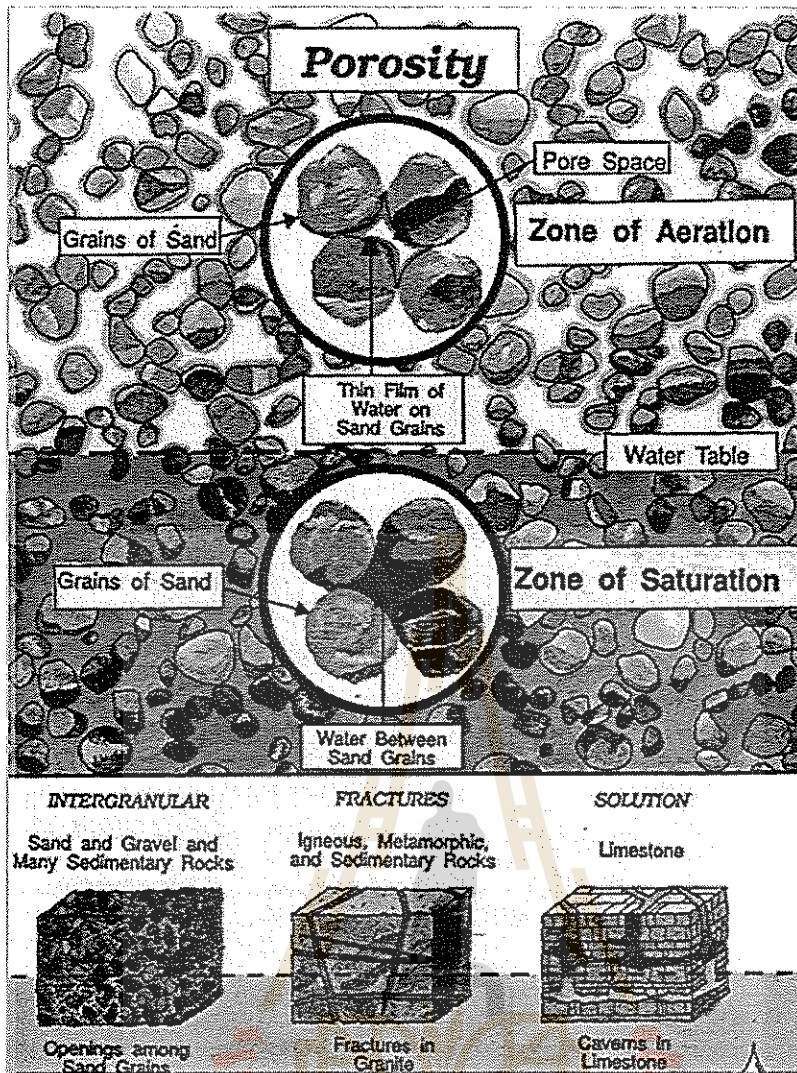 Porosity
Pore Space
Grains of Sand
Zone of Aeration
Thin Film of
Water on
Sand Grains
Water Table
Grains of Sand
Zone of Saturation
Water Between
Sand Grains
INTERGRANULAR
FRACTURES
SOLUTION
Sand and Gravel and
Many Sedimentary Rocks
Igneous, Metamorphic,
and Sedimentary Rocks
Limestone
Openings among
Sand Grains
Fractures in
Granite
Caverns in
Limestone